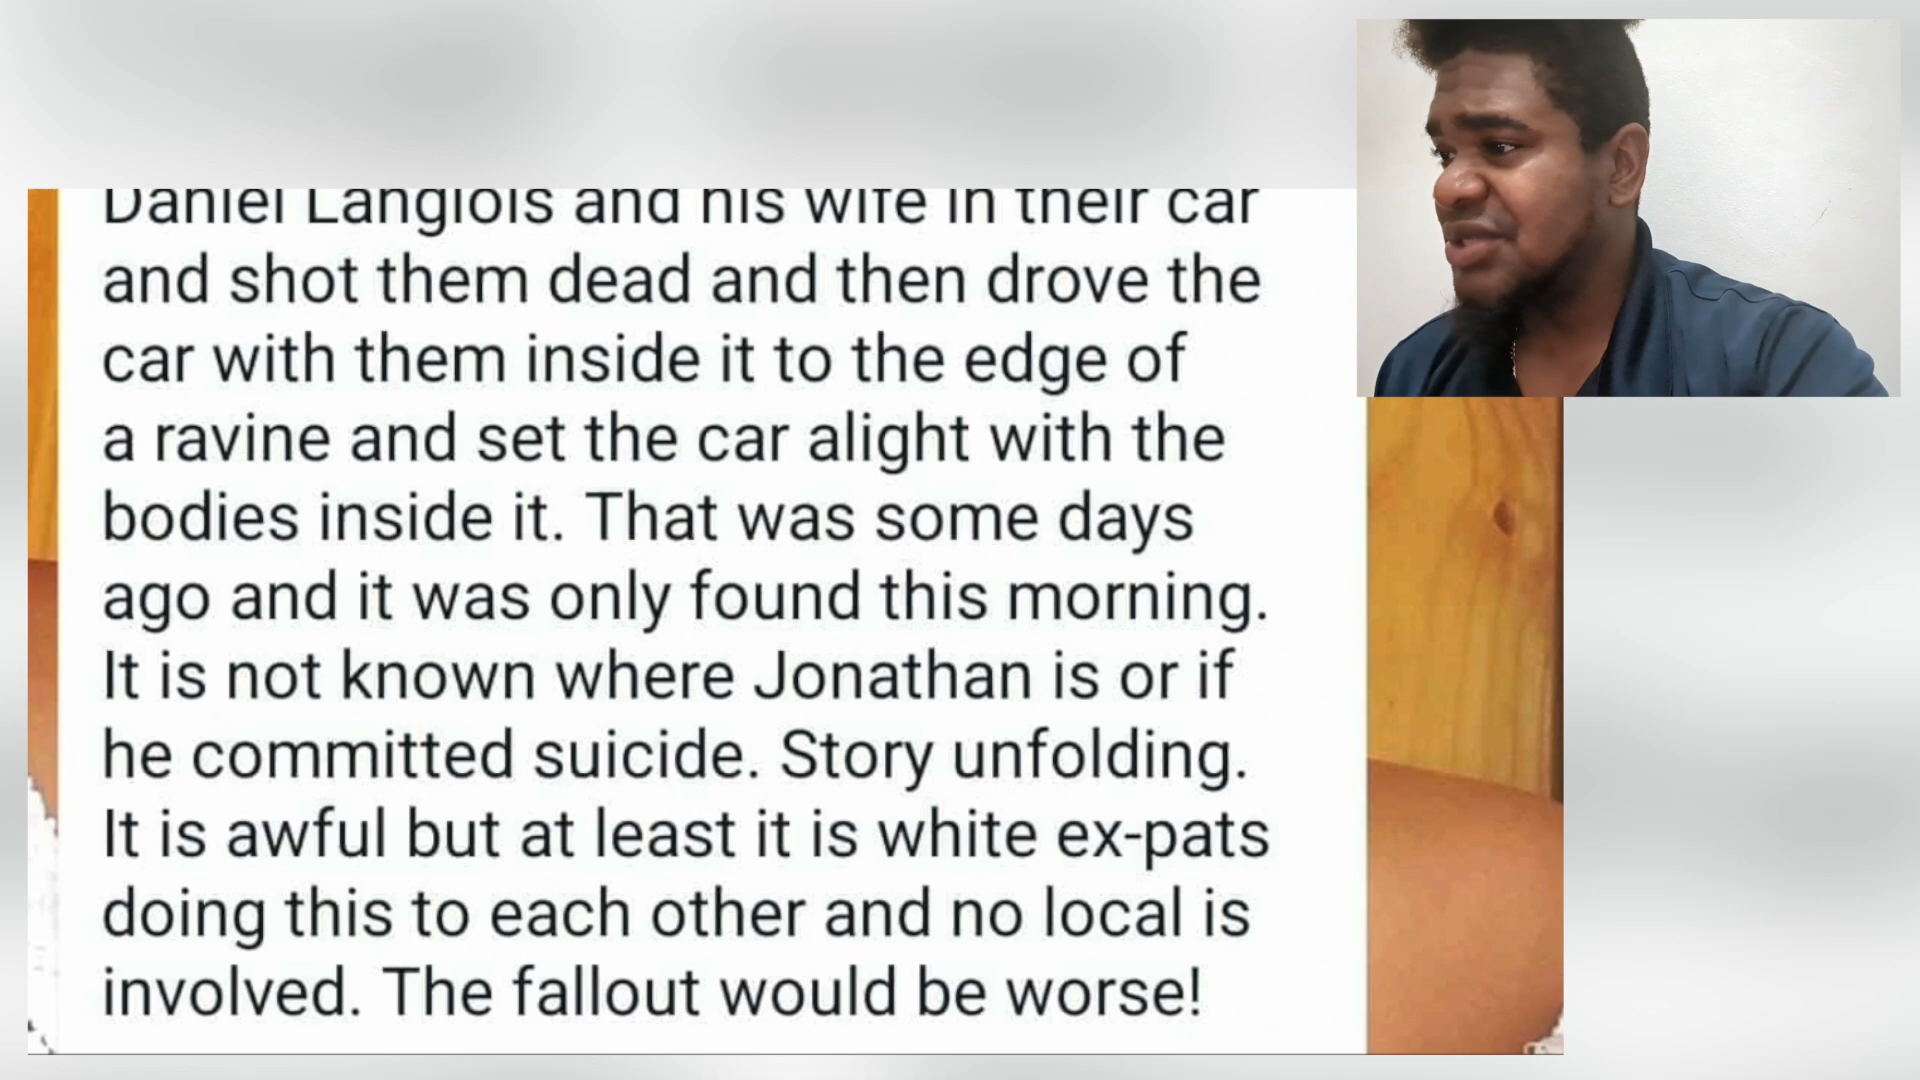 Daniel Langlois and his wife in their car
and shot them dead and then drove the
car with them inside it to the edge of
a ravine and set the car alight with the
bodies inside it. That was some days
ago and it was only found this morning.
It is not known where Jonathan is or if
he committed suicide. Story unfolding.
It is awful but at least it is white ex-pats
doing this to each other and no local is
involved. The fallout would be worse!